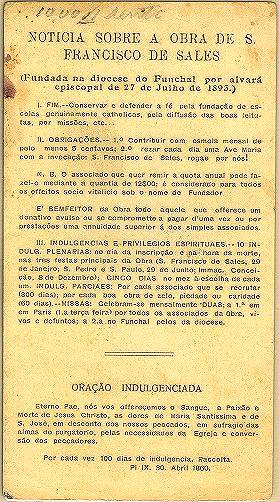 NOTICIA SOBRE A OBRA DE S.
FRANCISCO DE SALES
(Fundada na diocese do Funchal por alvará
episcopal de 27 de Julho de 1895.)
I. FIM.--Conservar e defender a fé pela fundação de es-
colas genuinamente catholicas, pela diffusão das boas leitu-
ras, por missões, etc...
II. OBRIGAÇÕES.-- 1.º Contribuir com esmola mensal de
pelo menos 5 centavos; 2.º rezar cada dia uma Ave Maria
com a invocação: S. Francisco de Sales, rogae por nós!
N. B. O associado que quer remir a quota anual pode fa-
zel-o mediante a quantia de 12$00; é considerado para todos
os effeitos socio vitalicio sob o nome de Fundador
E' BEMFEITOR da Obra todo aquele que offerece um
donativo avulso ou se compromette a pagar d'uma vez ou por
prestações uma annuidade superior á dos simples associados.
III. INDULGENCIAS E PRIVILEGIOS ESPIRITUAES.-- 10 IN-
DULG. PLENARIAS: no dia da inscripção e na hora da morte,
nas tres festas principaes da Obra (S. Francisco de Sales, 29
de Janeiro; S. Pedro e S. Paulo, 29 de Junho; Immac. Concei-
ção, 8 de Dezembro); CINCO DIAS no mez á escolha de cada
um. INDULG. PARCIAES: Por cada associado que se recrutar
(300 dias); por cada boa obra de zelo, piedade ou caridade
(60 dias).--MISSAS: Celebram-se mensalmente DUAS: a 1.ª em
em Paris (1.a terça feira) por todos os associados da Obra, vi-
vos e defuntos; a 2.a no Funchal pelos da diocese.
ORAÇÃO INDULGENCIADA
Eterno Pae, nós vos offerecemos o Sangue, a Paixão e
Morte de Jesus Christo, as dores de Maria Santissima e de
S. José, em desconto dos nossos peccados, em sufragio das
almas do purgatorio, pelas necessidades da Egreja e conver-
são dos peccadores.
Por cada vez 100 dias de indulgencia. Raccolta.
Pi IX. 30. Abril 1860.